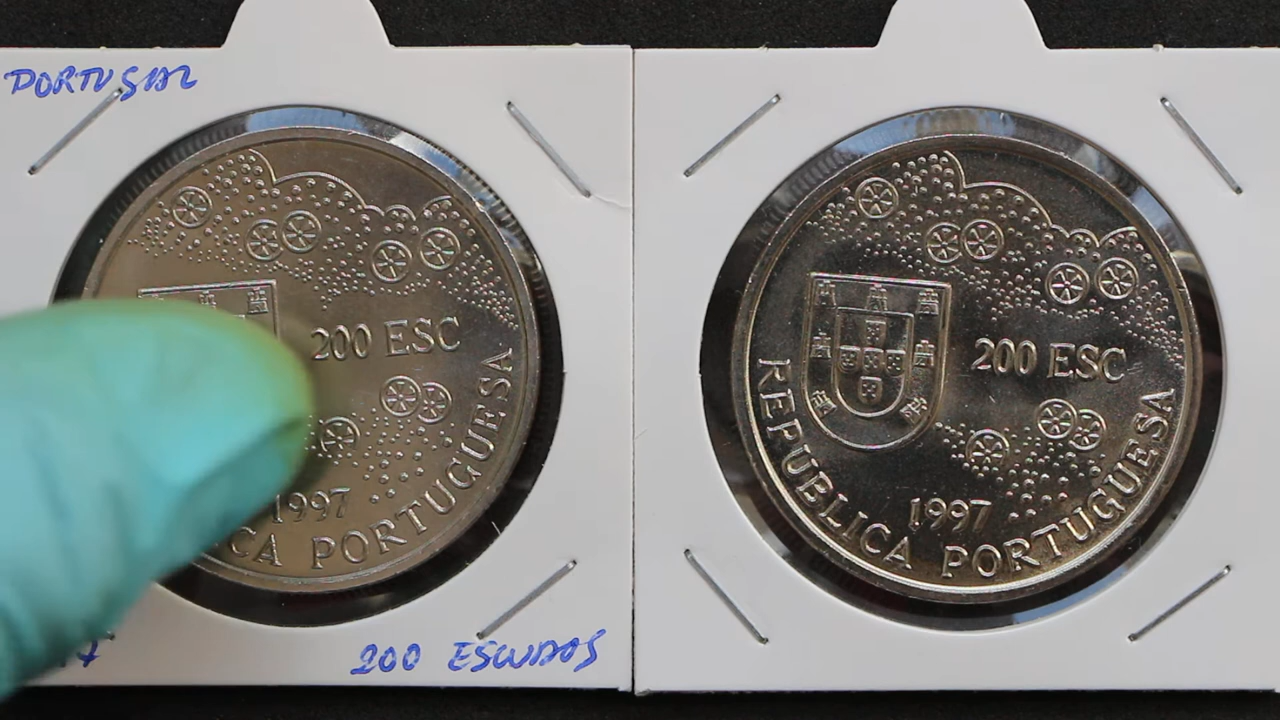 PORTUGAL
200 ESC
1997
CA PORTUGUESA
200 ESCUDOS
200 ESC
1997
REPUBLICA PORTUGUESA